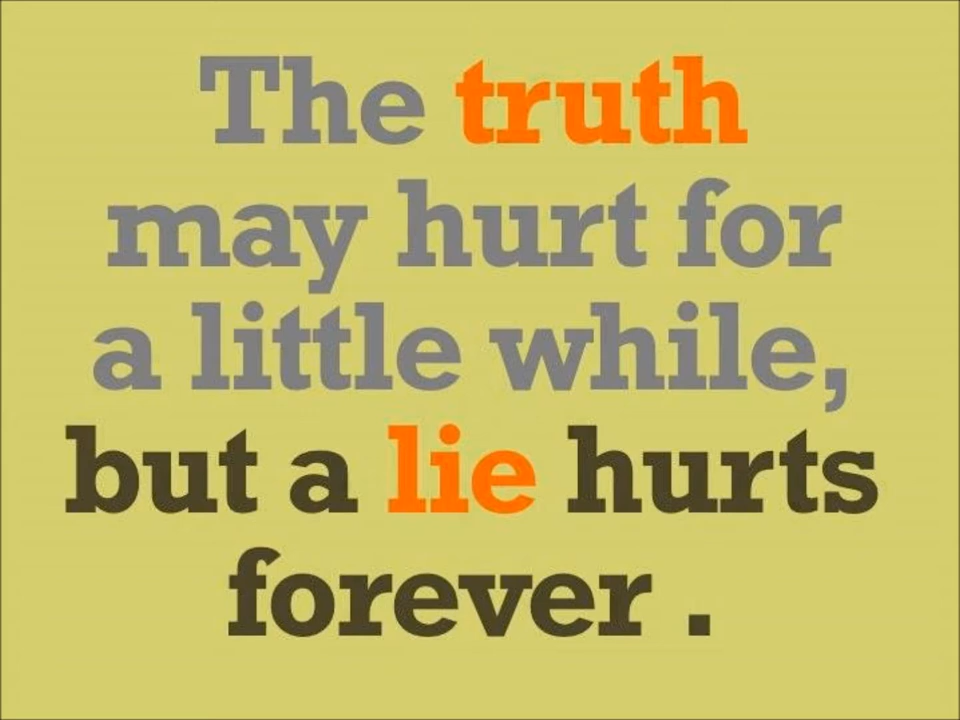 The truth
may hurt for
a little while,
but a lie hurts
forever .